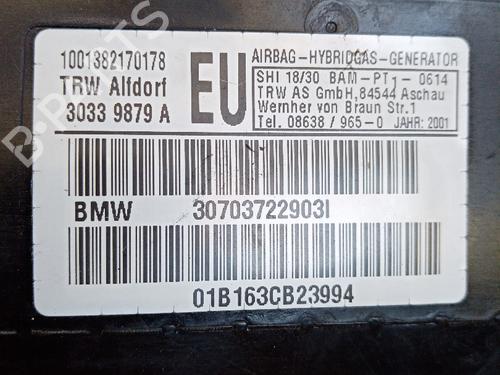 1001382170178
TRW Alfdorf
3033 9879 A
EU
AIRBAG-HYBRIDGAS-GENERATOR
SHI 18/30 BAM-PT1-0614
TRW AS GmbH,84544 Aschau
Wernher von Braun Str.1
Tel. 08638/965-0 JAHR: 2001
BMW 30703722903I
01B163CB23994